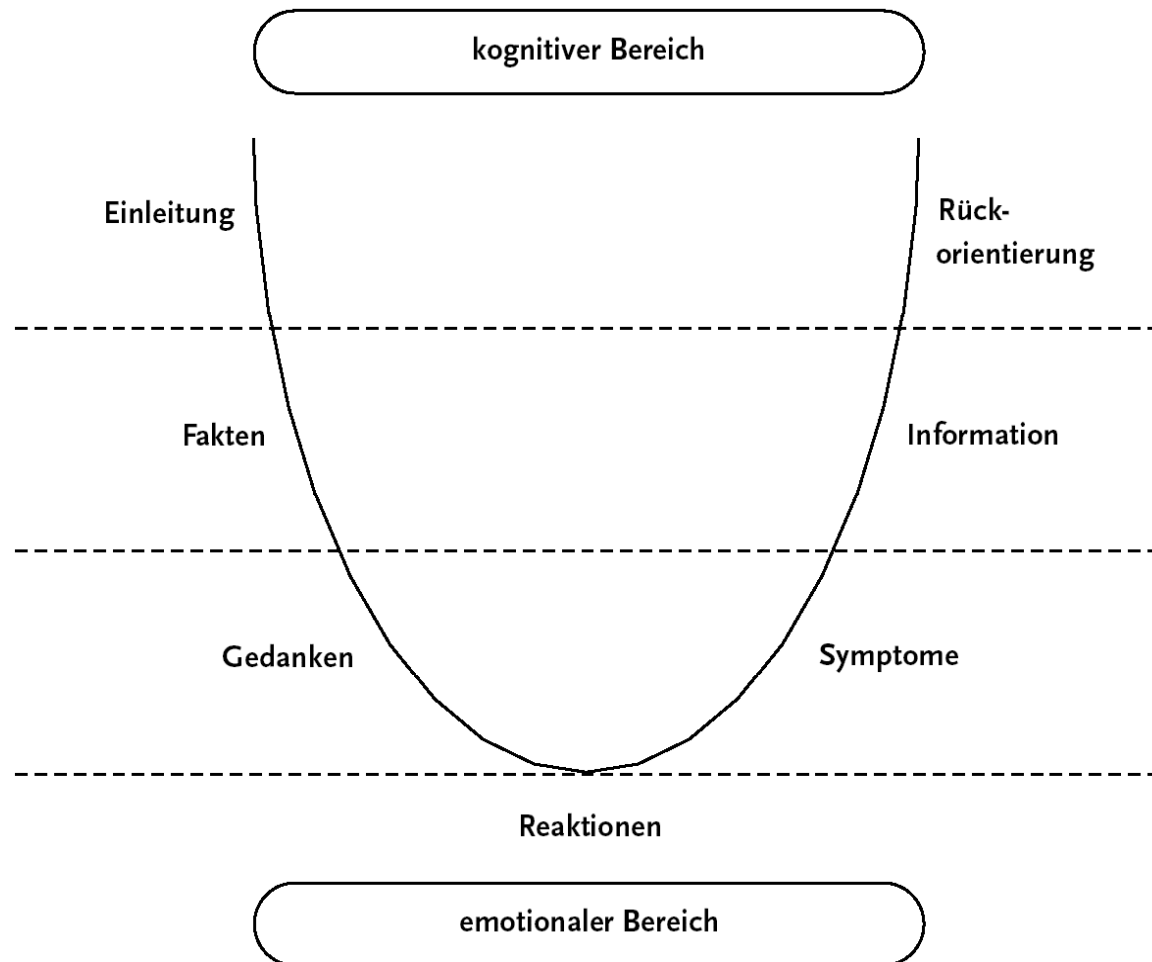 kognitiver Bereich
Einleitung
Rück-
orientierung
Fakten
Information
Gedanken
Symptome
Reaktionen
emotionaler Bereich